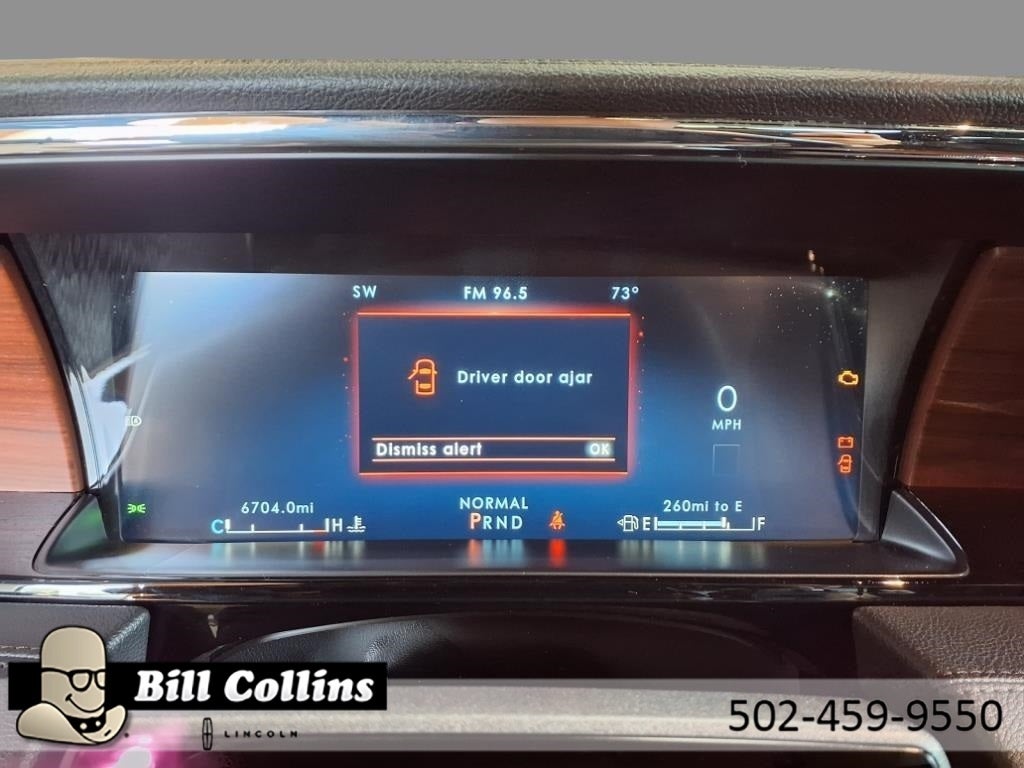 SW FM 96.5 73°
Driver door ajar
0
MPH
Dismiss alert OK
6704.0mi NORMAL 260mi to E
C H PRND E F
Bill Collins
LINCOLN
502-459-9550